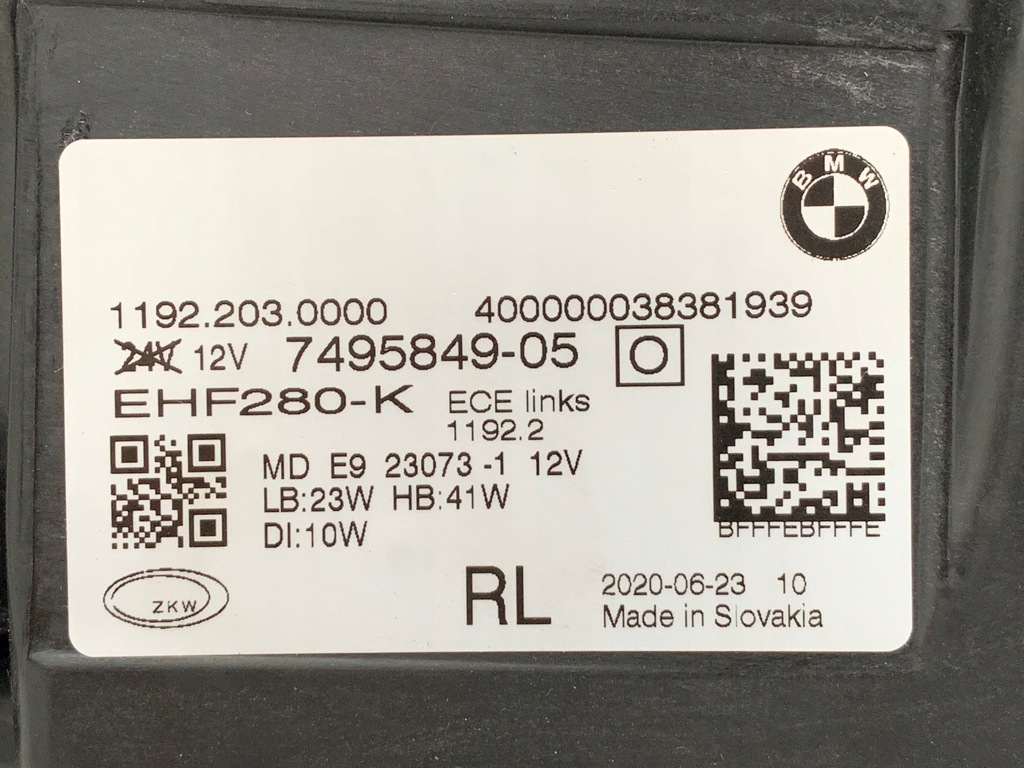 BMW
1192.203.0000 400000038381939
24V 12V 7495849-05 O
EHF280-K ECE links
1192.2
MD E9 23073 -1 12V
LB:23W HB:41W
DI:10W
BFFFEBFFFE
ZKW
RL
2020-06-23 10
Made in Slovakia